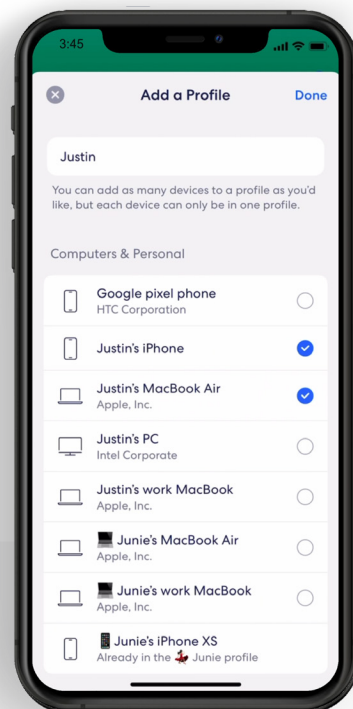 3:45
Add a Profile
Done
Justin
You can add as many devices to a profile as you'd
like, but each device can only be in one profile.
Computers & Personal
Google pixel phone
HTC Corporation
Justin's iPhone
Justin's MacBook Air
Apple, Inc.
Justin's PC
Intel Corporate
Justin's work MacBook
Apple, Inc.
💻 Junie's MacBook Air
Apple, Inc.
💻 Junie's work MacBook
Apple, Inc.
📱 Junie's iPhone XS
Already in the 💃 Junie profile